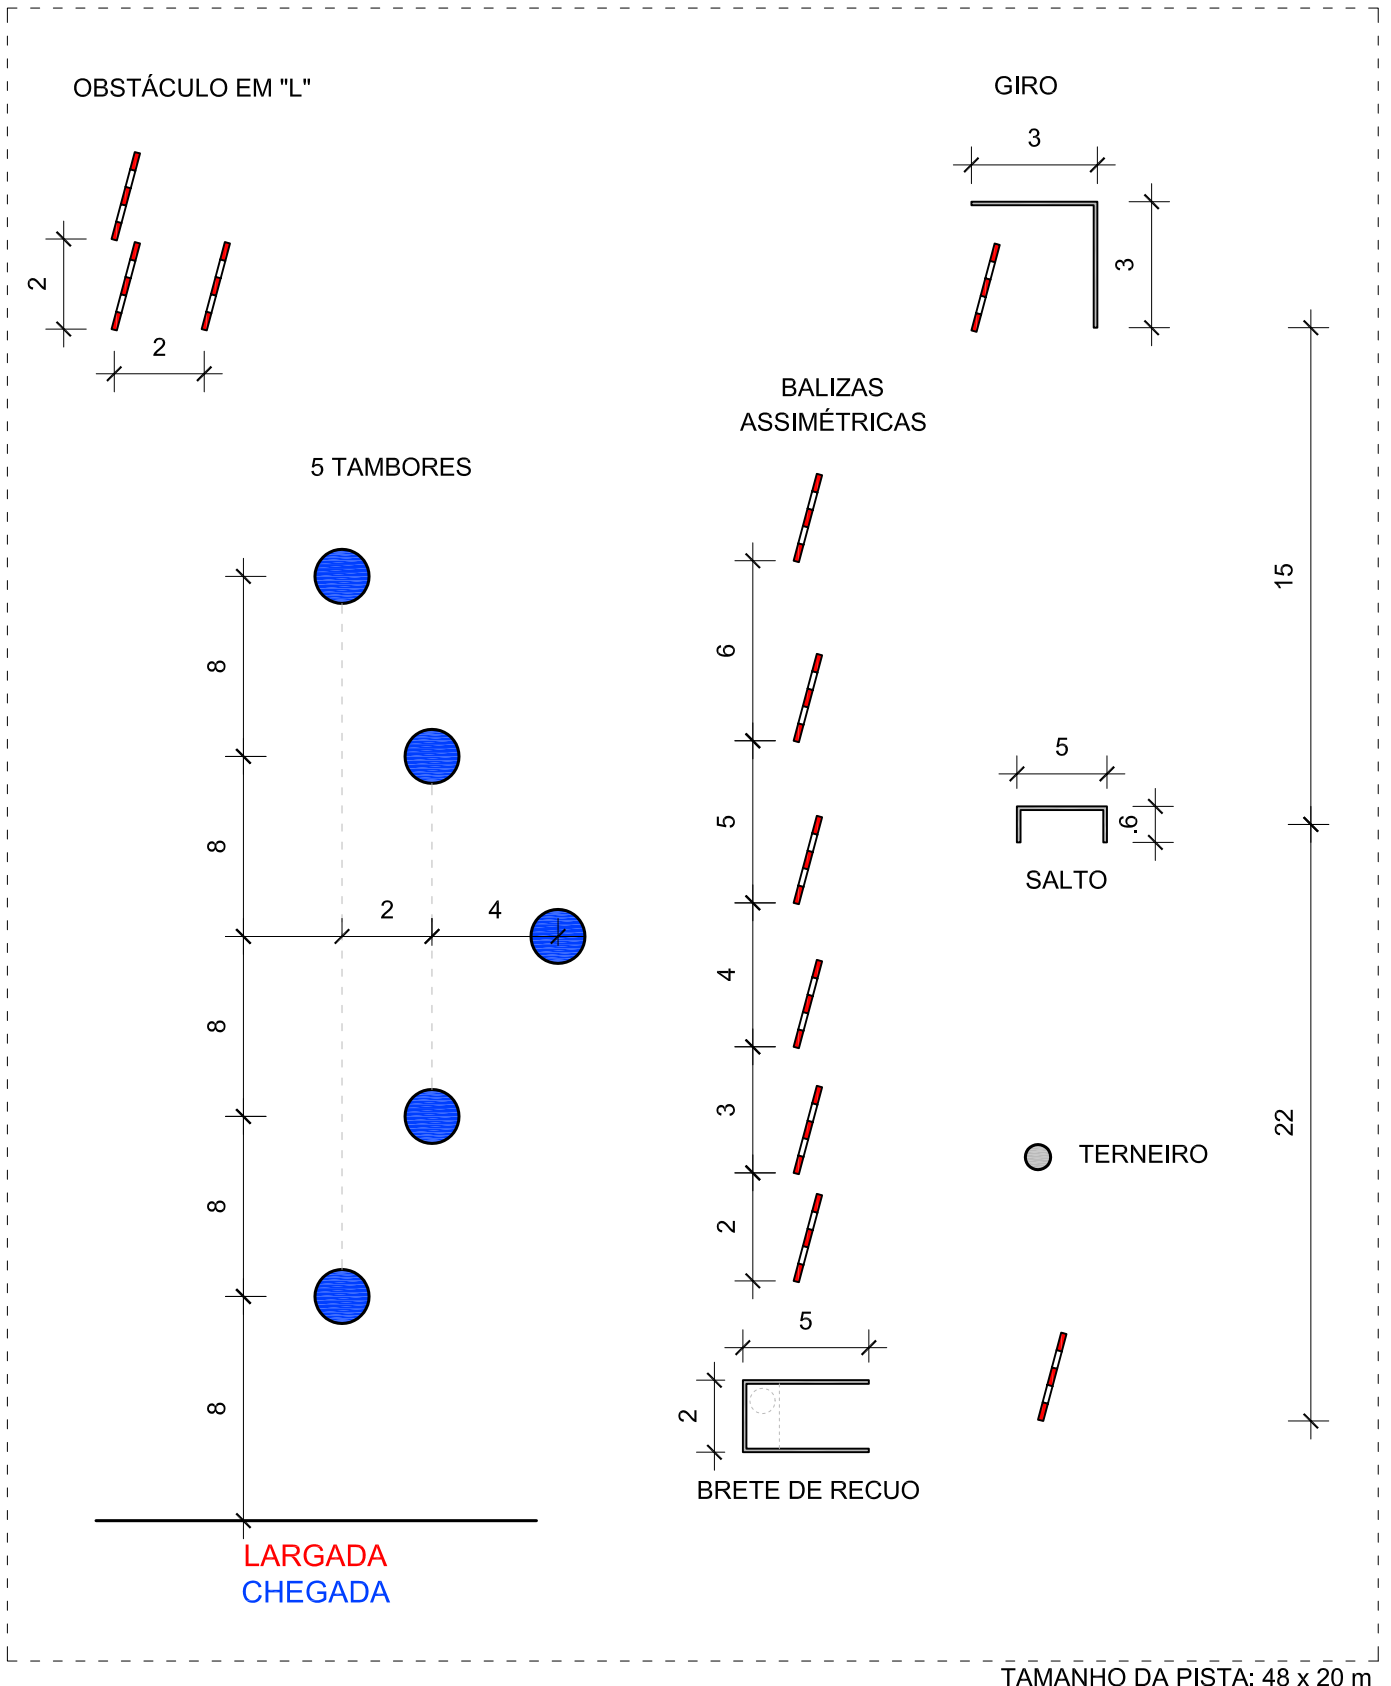 OBSTÁCULO EM "L"
GIRO
3
3
2
2
BALIZAS
ASSIMÉTRICAS
5 TAMBORES
15
8
6
5
8
5
.6
SALTO
2
4
4
8
3
22
TERNEIRO
8
2
5
8
2
BRETE DE RECUO
LARGADA
CHEGADA
TAMANHO DA PISTA: 48 x 20 m